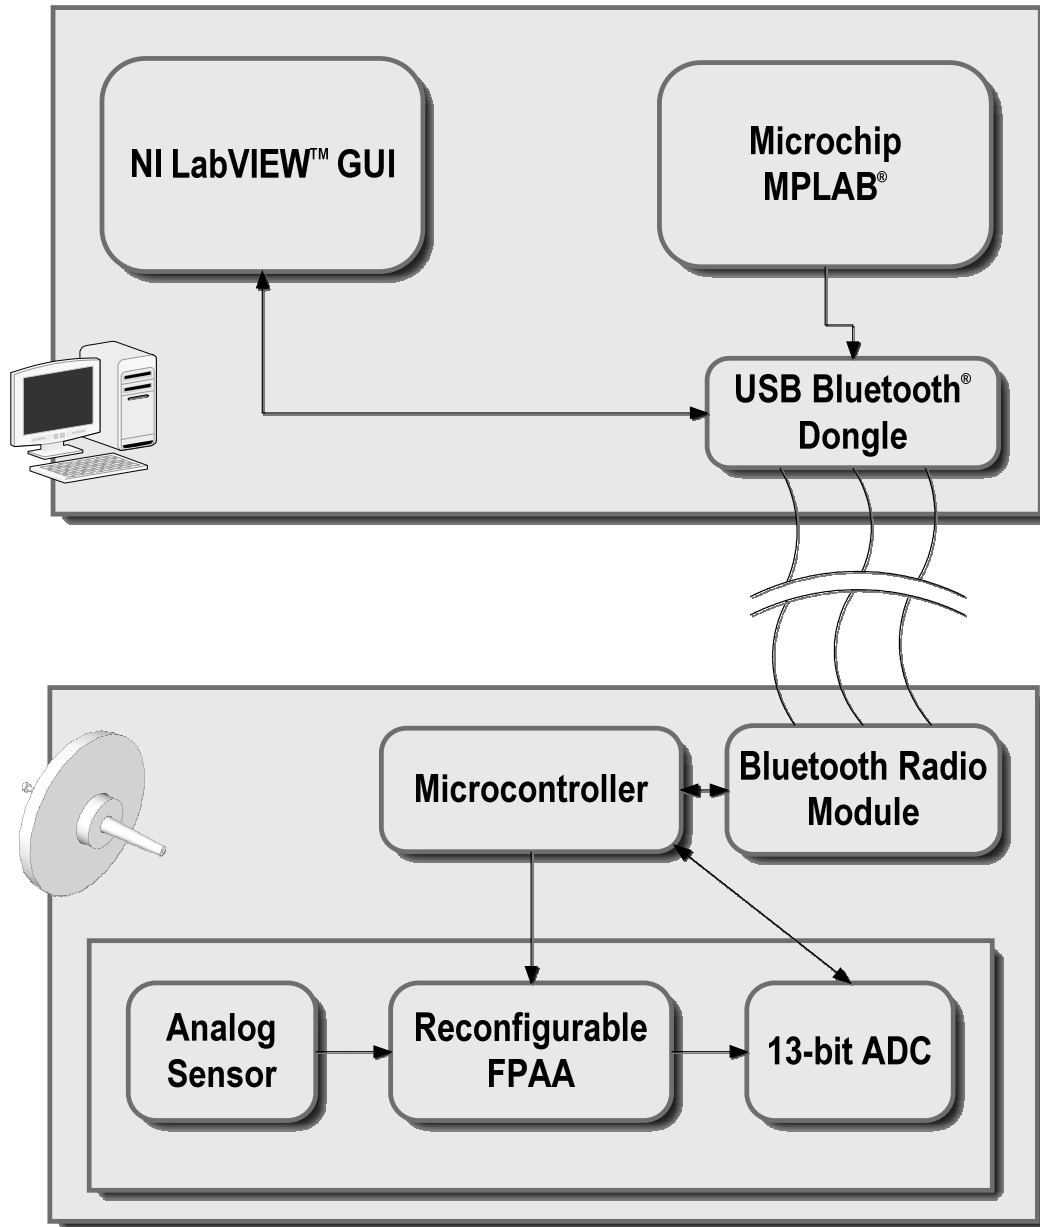 NI LabVIEW™ GUI
Microchip
MPLAB®
USB Bluetooth®
Dongle
Microcontroller
Bluetooth Radio
Module
Analog
Sensor
Reconfigurable
FPAA
13-bit ADC